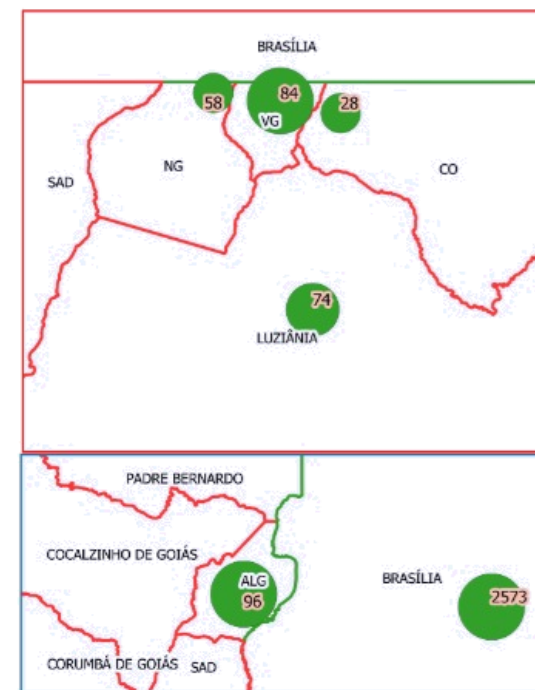 BRASÍLIA
58
84
28
VG
NG
CO
SAD
74
LUZIÂNIA
PADRE BERNARDO
COCALZINHO DE GOIÁS
ALG
96
BRASÍLIA
2573
CORUMBÁ DE GOIÁS
SAD